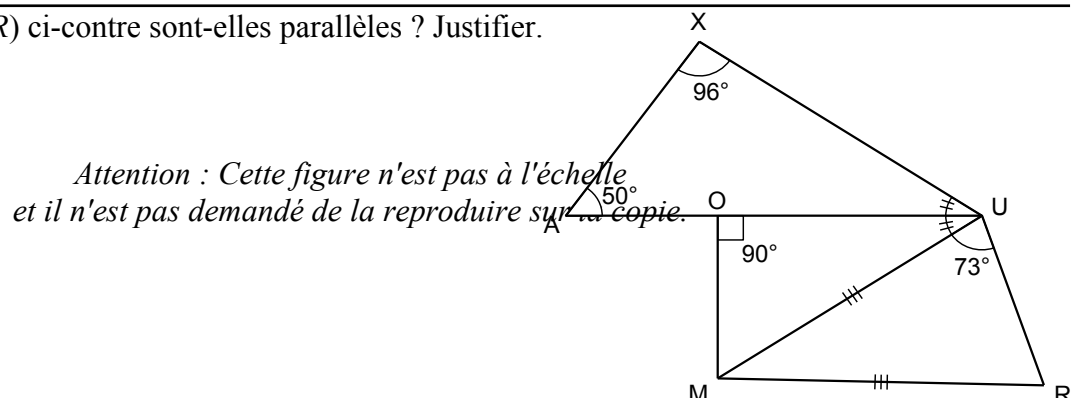 R) ci-contre sont-elles parallèles ? Justifier.
X
96°
Attention : Cette figure n'est pas à l'échelle
et il n'est pas demandé de la reproduire sur la copie.
50°
A
O
U
90°
73°
M
R